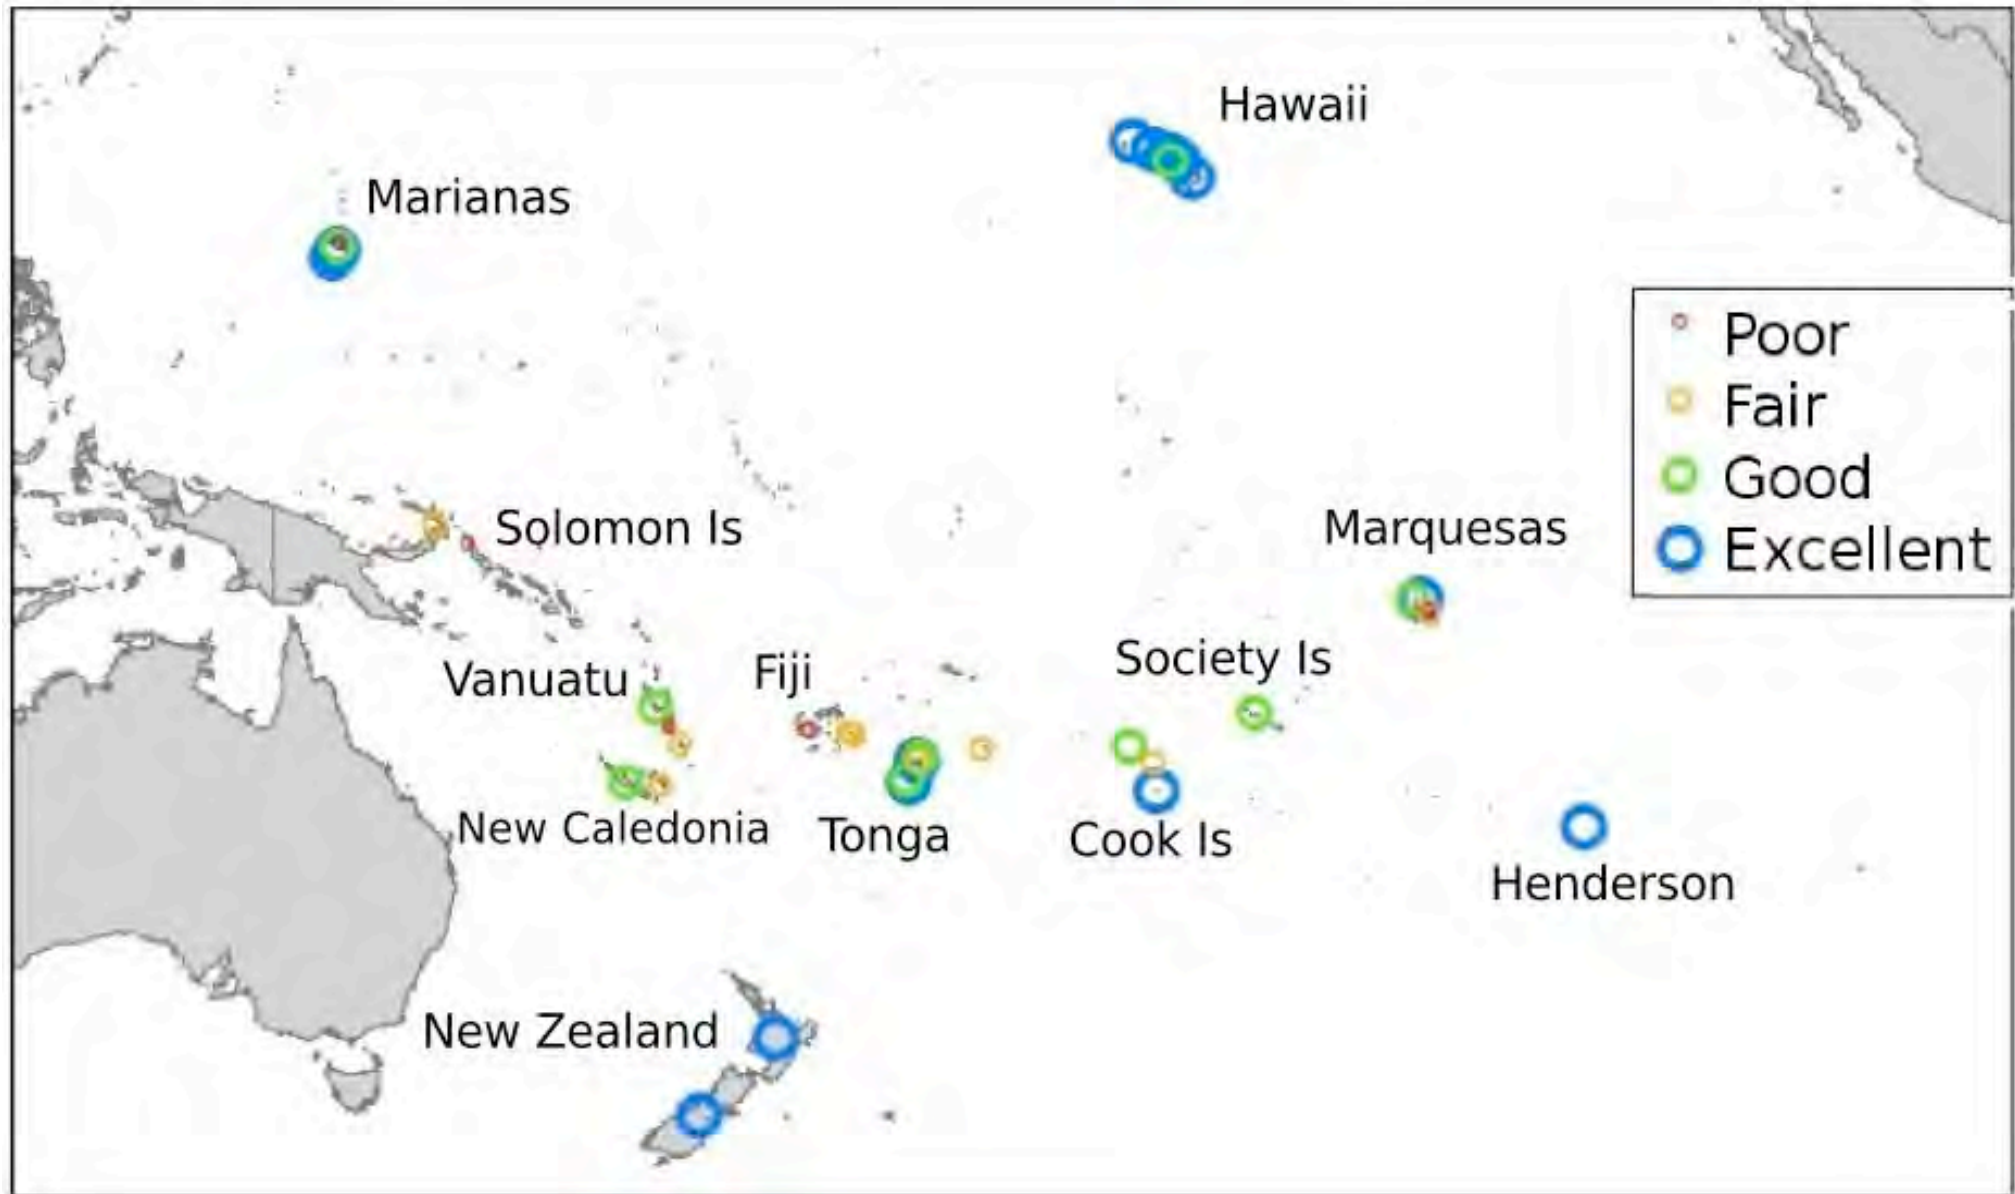 Hawaii
Marianas
Poor
Fair
Good
Excellent
Solomon Is
Marquesas
Vanuatu
Fiji
Society Is
New Caledonia
Tonga
Cook Is
Henderson
New Zealand